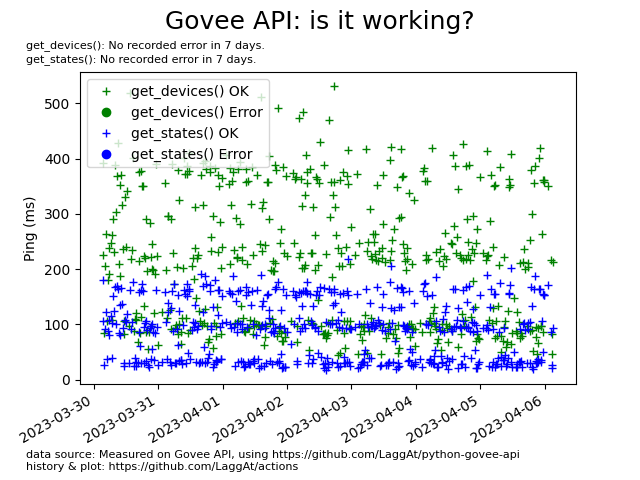 Govee API: is it working?
get_devices(): No recorded error in 7 days.
get_states(): No recorded error in 7 days.
get_devices() OK
get_devices() Error
get_states() OK
get_states() Error
Ping (ms)
500
400
300
200
100
0
2023-03-30
2023-03-31
2023-04-01
2023-04-02
2023-04-03
2023-04-04
2023-04-05
2023-04-06
data source: Measured on Govee API, using https://github.com/LaggAt/python-govee-api
history & plot: https://github.com/LaggAt/actions